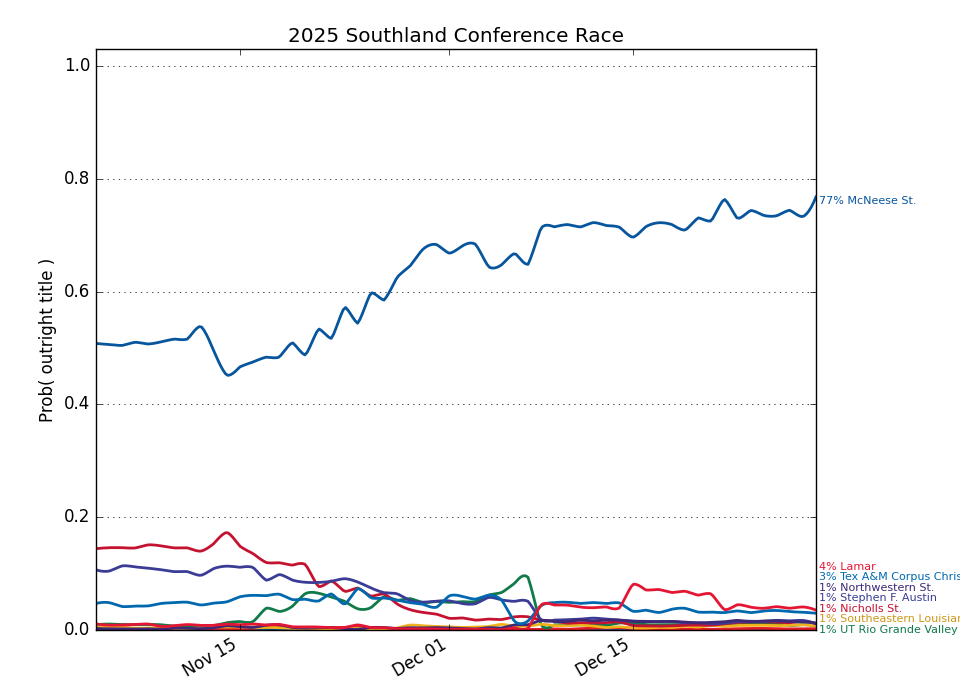 2025 Southland Conference Race
Prob( outright title )
1.0
0.8
0.6
0.4
0.2
0.0
Nov 15
Dec 01
Dec 15
77% McNeese St.
4% Lamar
3% Tex A&M Corpus Chris
1% Northwestern St.
1% Stephen F. Austin
1% Nicholls St.
1% Southeastern Louisian
1% UT Rio Grande Valley